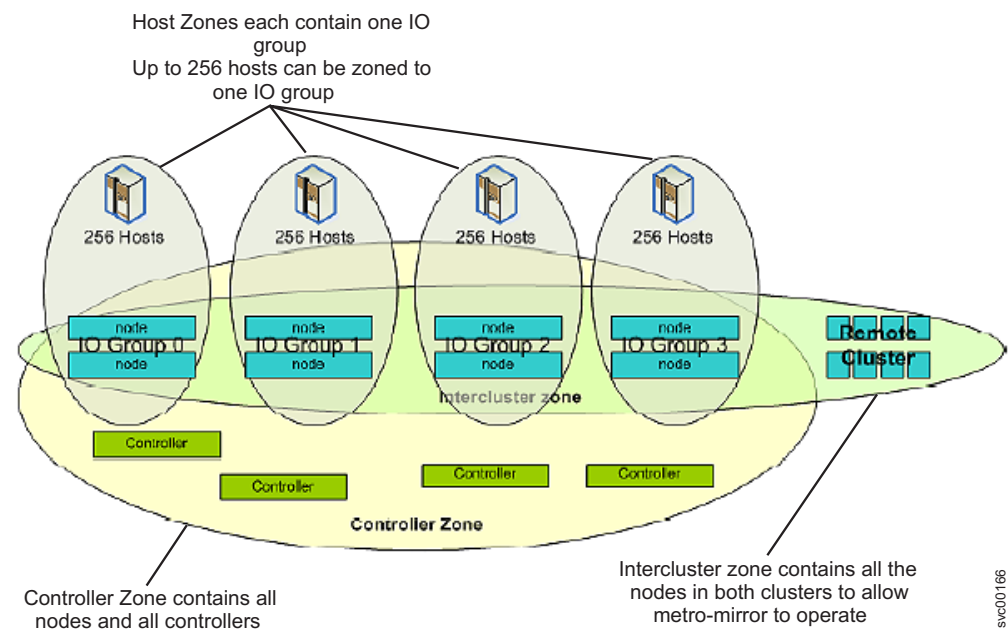 Host Zones each contain one IO
group
Up to 256 hosts can be zoned to
one IO group
256 Hosts
256 Hosts
256 Hosts
256 Hosts
node
IO Group 0
node
node
IO Group 1
node
node
IO Group 2
node
node
IO Group 3
node
Remote
Cluster
Intercluster zone
Controller
Controller
Controller
Controller
Controller Zone
Controller Zone contains all
nodes and all controllers
Intercluster zone contains all the
nodes in both clusters to allow
metro-mirror to operate
svc00166